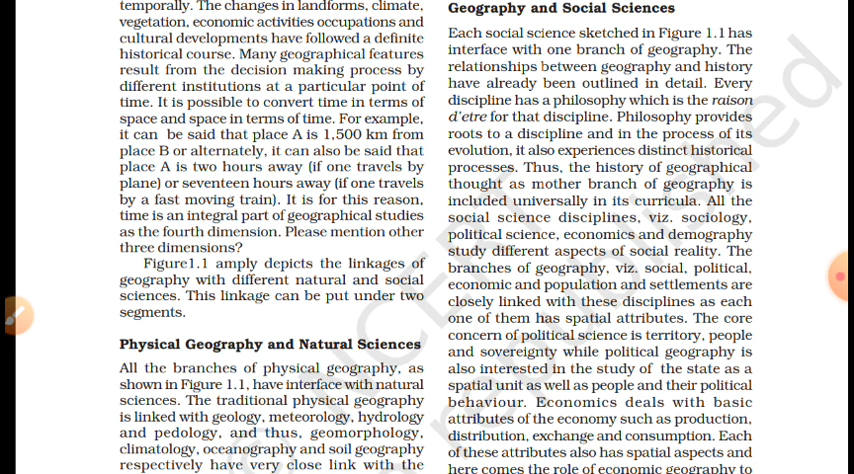 temporally. The changes in landforms, climate,
vegetation, economic activities occupations and
cultural developments have followed a definite
historical course. Many geographical features
result from the decision making process by
different institutions at a particular point of
time. It is possible to convert time in terms of
space and space in terms of time. For example,
it can be said that place A is 1,500 km from
place B or alternately, it can also be said that
place A is two hours away (if one travels by
plane) or seventeen hours away (if one travels
by a fast moving train). It is for this reason,
time is an integral part of geographical studies
as the fourth dimension. Please mention other
three dimensions?
Figure1.1 amply depicts the linkages of
geography with different natural and social
sciences. This linkage can be put under two
segments.
Physical Geography and Natural Sciences
All the branches of physical geography, as
shown in Figure 1.1, have interface with natural
sciences. The traditional physical geography
is linked with geology, meteorology, hydrology
and pedology, and thus, geomorphology,
climatology, oceanography and soil geography
respectively have very close link with the
Geography and Social Sciences
Each social science sketched in Figure 1.1 has
interface with one branch of geography. The
relationships between geography and history
have already been outlined in detail. Every
discipline has a philosophy which is the raison
d'etre for that discipline. Philosophy provides
roots to a discipline and in the process of its
evolution, it also experiences distinct historical
processes. Thus, the history of geographical
thought as mother branch of geography is
included universally in its curricula. All the
social science disciplines, viz. sociology,
political science, economics and demography
study different aspects of social reality. The
branches of geography, viz. social, political,
economic and population and settlements are
closely linked with these disciplines as each
one of them has spatial attributes. The core
concern of political science is territory, people
and sovereignty while political geography is
also interested in the study of the state as a
spatial unit as well as people and their political
behaviour. Economics deals with basic
attributes of the economy such as production,
distribution, exchange and consumption. Each
of these attributes also has spatial aspects and
here comes the role of economic geography to
© NCERT
republished